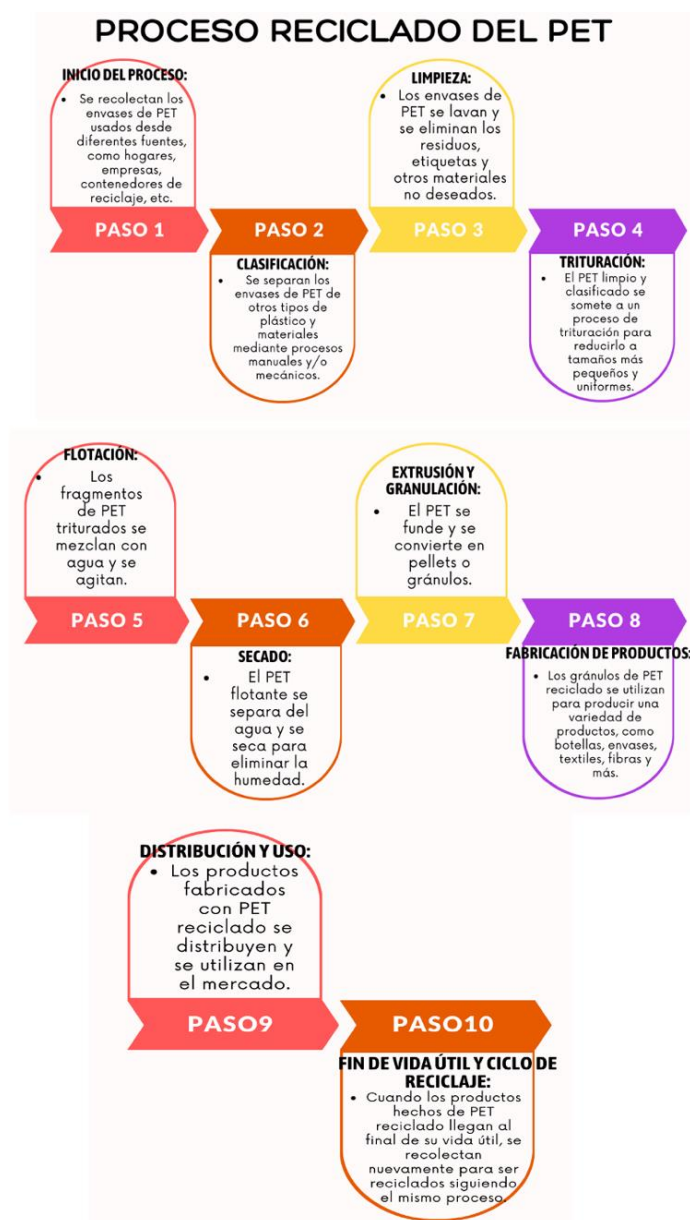 PROCESO RECICLADO DEL PET
INICIO DEL PROCESO:
• Se recolectan los
envases de PET
usados desde
diferentes fuentes,
como hogares,
empresas,
contenedores de
reciclaje, etc.
PASO 1
PASO 2
CLASIFICACIÓN:
• Se separan los
envases de PET de
otros tipos de
plástico y
materiales
mediante procesos
manuales y/o
mecánicos.
LIMPIEZA:
• Los envases de
PET se lavan y
se eliminan los
residuos,
etiquetas y
otros materiales
no deseados.
PASO 3
PASO 4
TRITURACIÓN:
• El PET limpio y
clasificado se
somete a un
proceso de
trituración para
reducirlo a
tamaños más
pequeños y
uniformes.
FLOTACIÓN:
• Los
fragmentos
de PET
triturados se
mezclan con
agua y se
agitan.
PASO 5
PASO 6
SECADO:
• El PET
flotante se
separa del
agua y se
seca para
eliminar la
humedad.
EXTRUSIÓN Y
GRANULACIÓN:
• El PET se
funde y se
convierte en
pellets o
gránulos.
PASO 7
PASO 8
FABRICACIÓN DE PRODUCTOS:
• Los gránulos de PET
reciclado se utilizan
para producir una
variedad de
productos, como
botellas, envases,
textiles, fibras y
más.
DISTRIBUCIÓN Y USO:
• Los productos
fabricados
con PET
reciclado se
distribuyen y
se utilizan en
el mercado.
PASO9
PASO10
FIN DE VIDA ÚTIL Y CICLO DE
RECICLAJE:
• Cuando los productos
hechos de PET
reciclado llegan al
final de su vida útil, se
recolectan
nuevamente para ser
reciclados siguiendo
el mismo proceso.